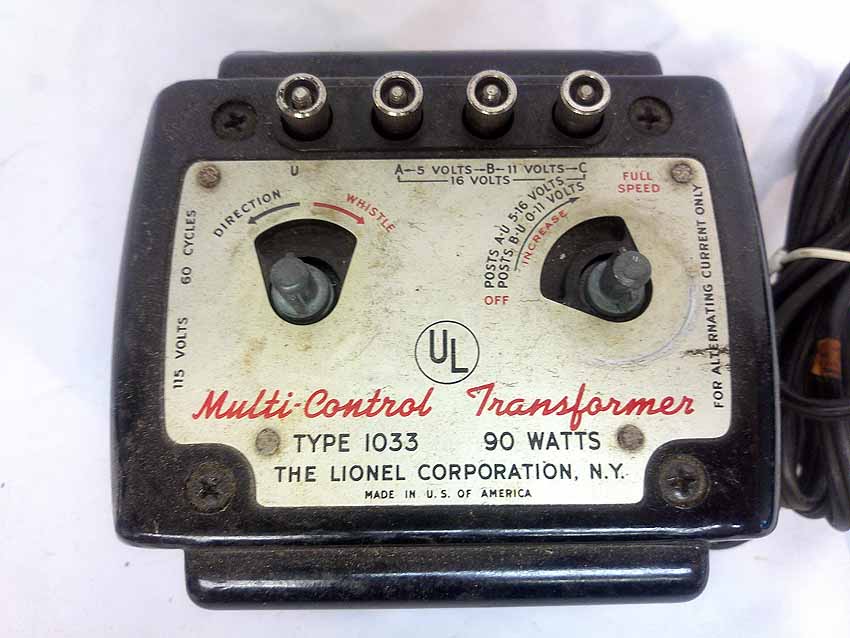 U
A-5 VOLTS-B-11 VOLTS-C
16 VOLTS
FULL
SPEED
DIRECTION
WHISTLE
POSTS A-U 5-16 VOLTS
POSTS B-U 0-11 VOLTS
INCREASE
OFF
115 VOLTS 60 CYCLES
FOR ALTERNATING CURRENT ONLY
UL
Multi-Control Transformer
TYPE 1033 90 WATTS
THE LIONEL CORPORATION, N.Y.
MADE IN U.S. OF AMERICA